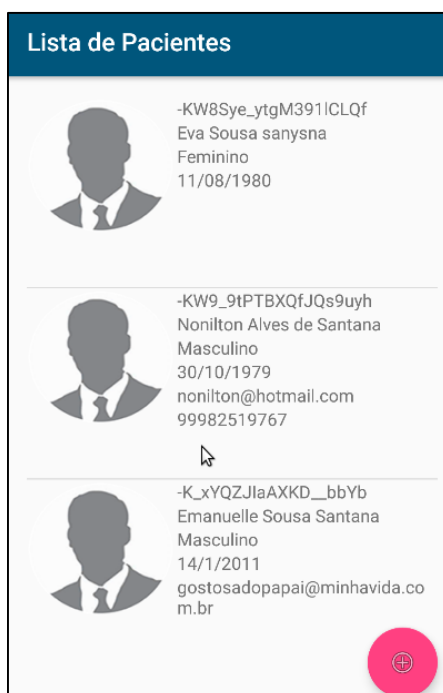 Lista de Pacientes
-KW8Sye_ytgM391lCLQf
Eva Sousa sanysna
Feminino
11/08/1980
-KW9_9tPTBXQfJQs9uyh
Nonilton Alves de Santana
Masculino
30/10/1979
nonilton@hotmail.com
99982519767
-K_xYQZJIaAXKD__bbYb
Emanuelle Sousa Santana
Masculino
14/1/2011
gostosadopapai@minhavida.co
m.br